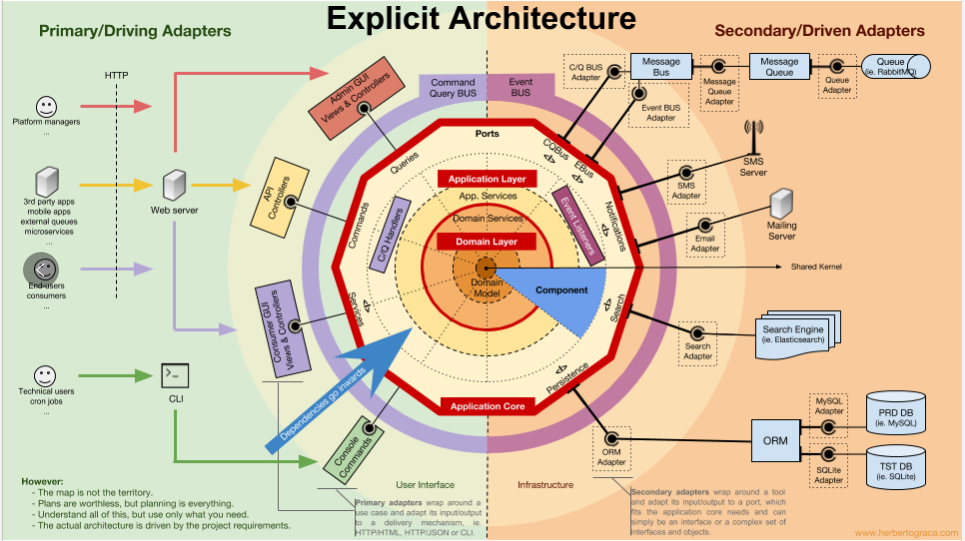 Explicit Architecture
Primary/Driving Adapters
Secondary/Driven Adapters
HTTP
Platform managers
...
3rd party apps
mobile apps
external queues
microservices
...
End-users
consumers
...
Technical users
cron jobs
...
Web server
CLI
Admin GUI
Views & Controllers
API
Controllers
Consumer GUI
Views & Controllers
Console
Commands
Command
Query BUS
Event
BUS
Ports
Queries
Commands
Services
</>
C/Q Handlers
Application Layer
App. Services
Domain Services
Domain Layer
Domain
Model
Component
Event Listeners
CQBus
</>
EBus
</>
Notifications
</>
Search
</>
Persistence
</>
Application Core
Dependencies go inwards
C/Q BUS
Adapter
Message
Bus
Event BUS
Adapter
Message
Queue
Adapter
Message
Queue
Queue
Adapter
Queue
(ie. RabbitMQ)
SMS
Adapter
SMS
Server
Email
Adapter
Mailing
Server
Shared Kernel
Search
Adapter
Search Engine
(ie. Elasticsearch)
ORM
Adapter
ORM
MySQL
Adapter
PRD DB
(ie. MySQL)
SQLite
Adapter
TST DB
(ie. SQLite)
User Interface
Infrastructure
However:
- The map is not the territory.
- Plans are worthless, but planning is everything.
- Understand all of this, but use only what you need.
- The actual architecture is driven by the project requirements.
Primary adapters wrap around a
use case and adapt its input/output
to a delivery mechanism, ie.
HTTP/HTML, HTTP/JSON or CLI.
Secondary adapters wrap around a tool
and adapt its input/output to a port, which
fits the application core needs and can
simply be an interface or a complex set of
interfaces and objects.
www.herbertograca.com